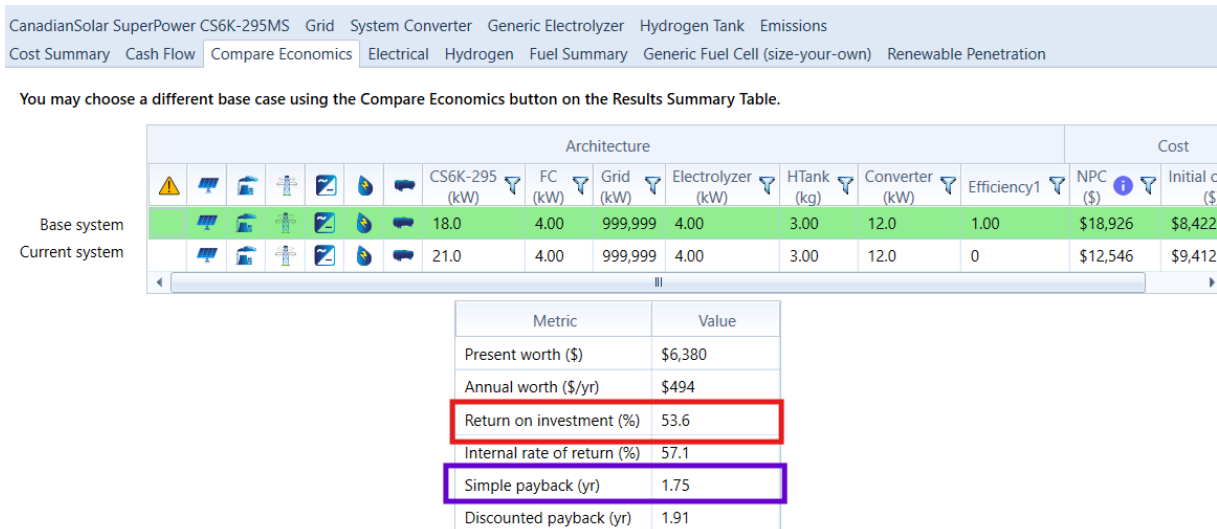 CanadianSolar SuperPower CS6K-295MS Grid System Converter Generic Electrolyzer Hydrogen Tank Emissions
Cost Summary Cash Flow Compare Economics Electrical Hydrogen Fuel Summary Generic Fuel Cell (size-your-own) Renewable Penetration
You may choose a different base case using the Compare Economics button on the Results Summary Table.
Architecture Cost
CS6K-295 (kW) FC (kW) Grid (kW) Electrolyzer (kW) HTank (kg) Converter (kW) Efficiency1 NPC ($) Initial c ($
Base system 18.0 4.00 999,999 4.00 3.00 12.0 1.00 $18,926 $8,422
Current system 21.0 4.00 999,999 4.00 3.00 12.0 0 $12,546 $9,412
Metric Value
Present worth ($) $6,380
Annual worth ($/yr) $494
Return on investment (%) 53.6
Internal rate of return (%) 57.1
Simple payback (yr) 1.75
Discounted payback (yr) 1.91